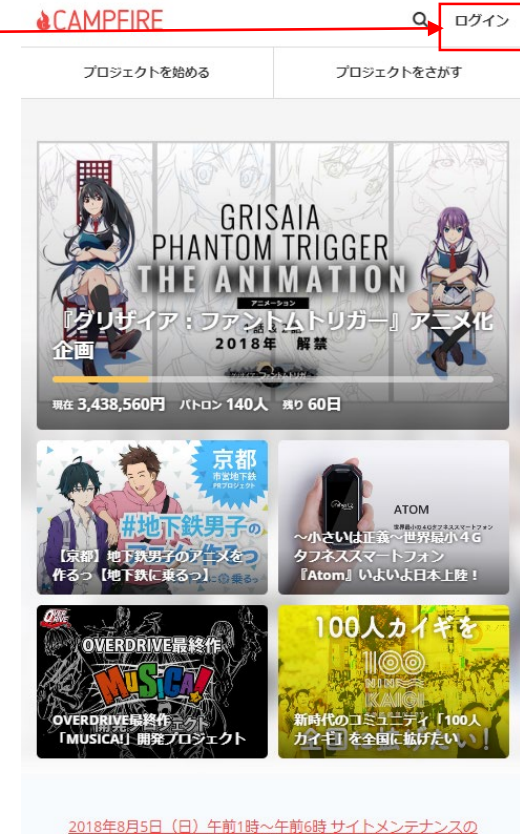 CAMPFIRE
ログイン
プロジェクトを始める
プロジェクトをさがす
GRISAIA
PHANTOM TRIGGER
THE ANIMATION
アニメーション
『グリザイア：ファントムトリガー』アニメ化
企画
2018年 解禁
現在 3,438,560円 パトロン 140人 残り 60日
京都
市営地下鉄
PRプロジェクト
#地下鉄男子の
【京都】地下鉄男子のアニメをつ
作るっ【地下鉄に乗るっ】
ATOM
世界最小の4Gタフネススマートフォン
～小さいは正義～世界最小４G
タフネススマートフォン
『Atom』いよいよ日本上陸！
OVERDRIVE最終作
MUSICA!
OVERDRIVE最終作
「MUSICA!」開発プロジェクト
100人カイギを
100
NINN
KAIGI
新時代のコミュニティ「100人
カイギ」を全国に拡げたい
2018年8月5日（日）午前1時～午前6時 サイトメンテナンスの